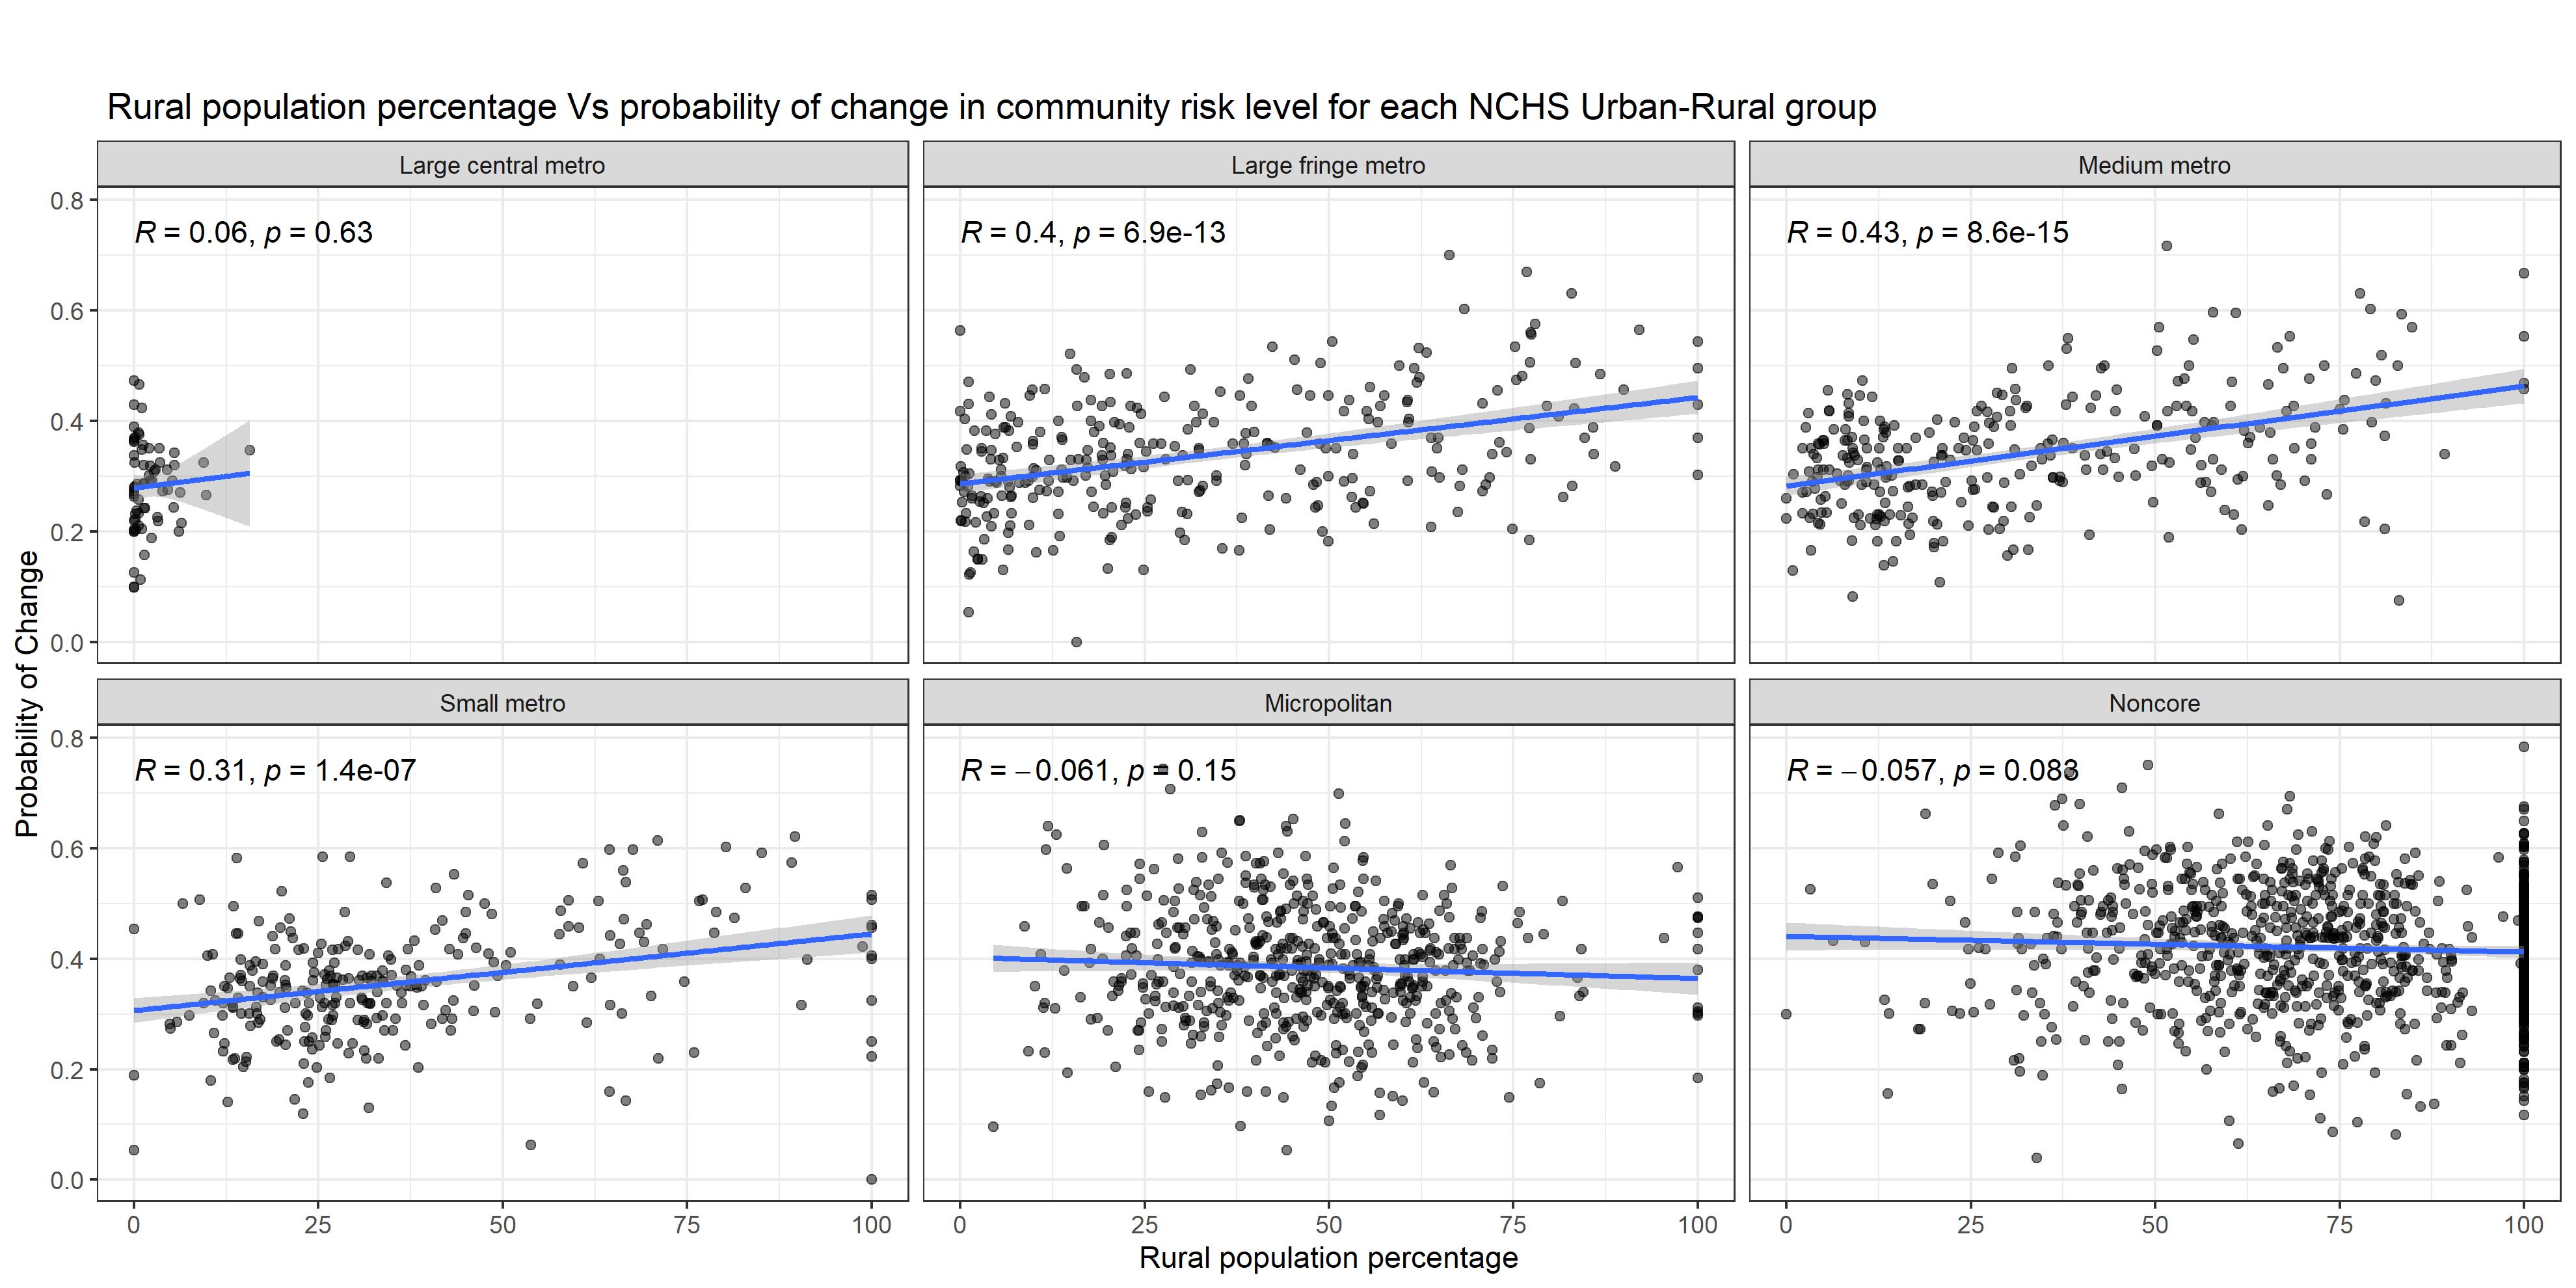 Rural population percentage Vs probability of change in community risk level for each NCHS Urban-Rural group
Large central metro
Large fringe metro
Medium metro
R = 0.06, p = 0.63
R = 0.4, p = 6.9e-13
R = 0.43, p = 8.6e-15
0.8
0.6
0.4
0.2
0.0
Probability of Change
Small metro
Micropolitan
Noncore
R = 0.31, p = 1.4e-07
R = −0.061, p = 0.15
R = −0.057, p = 0.083
0.8
0.6
0.4
0.2
0.0
0 25 50 75 100
0 25 50 75 100
0 25 50 75 100
Rural population percentage